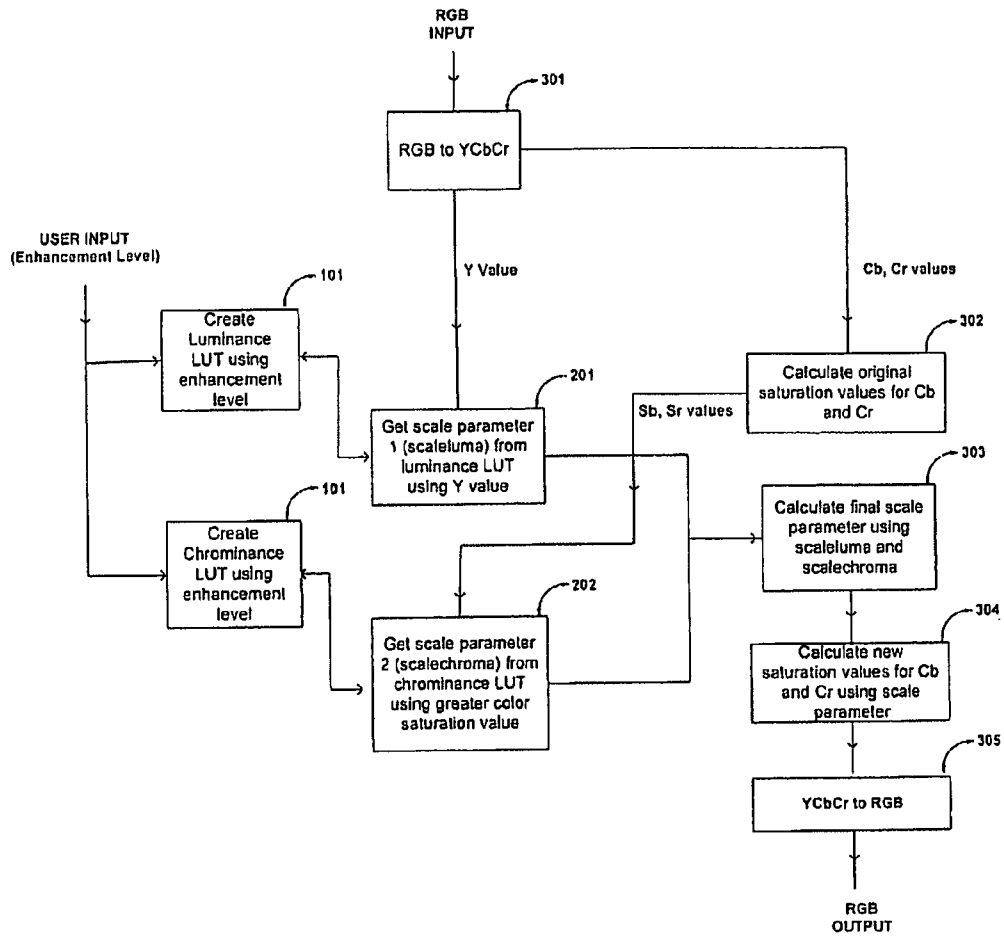 RGB
INPUT
301
RGB to YCbCr
USER INPUT
(Enhancement Level)
Y Value
Cb, Cr values
101
Create
Luminance
LUT using
enhancement
level
302
Calculate original
saturation values for Cb
and Cr
201
Sb, Sr values
Get scale parameter
1 (scaleluma) from
luminance LUT
using Y value
303
Calculate final scale
parameter using
scaleluma and
scalechroma
101
Create
Chrominance
LUT using
enhancement
level
202
Get scale parameter
2 (scalechroma) from
chrominance LUT
using greater color
saturation value
304
Calculate new
saturation values for Cb
and Cr using scale
parameter
305
YCbCr to RGB
RGB
OUTPUT